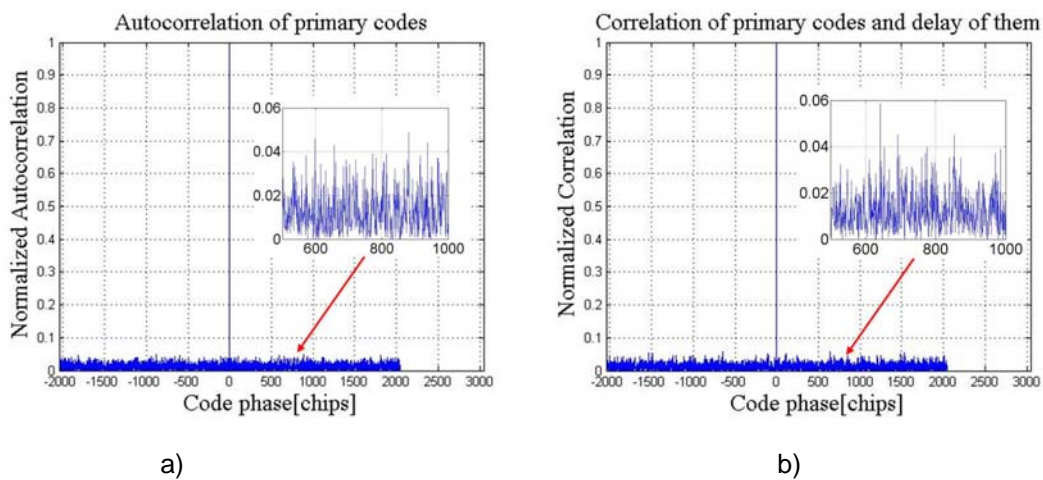 Autocorrelation of primary codes
Normalized Autocorrelation
1
0.9
0.8
0.7
0.6
0.5
0.4
0.3
0.2
0.1
0
-2000 -1500 -1000 -500 0 500 1000 1500 2000 2500 3000
Code phase[chips]
0.06
0.04
0.02
0
600 800 1000
a)
Correlation of primary codes and delay of them
Normalized Correlation
1
0.9
0.8
0.7
0.6
0.5
0.4
0.3
0.2
0.1
0
-2000 -1500 -1000 -500 0 500 1000 1500 2000 2500 3000
Code phase[chips]
0.06
0.04
0.02
0
600 800 1000
b)